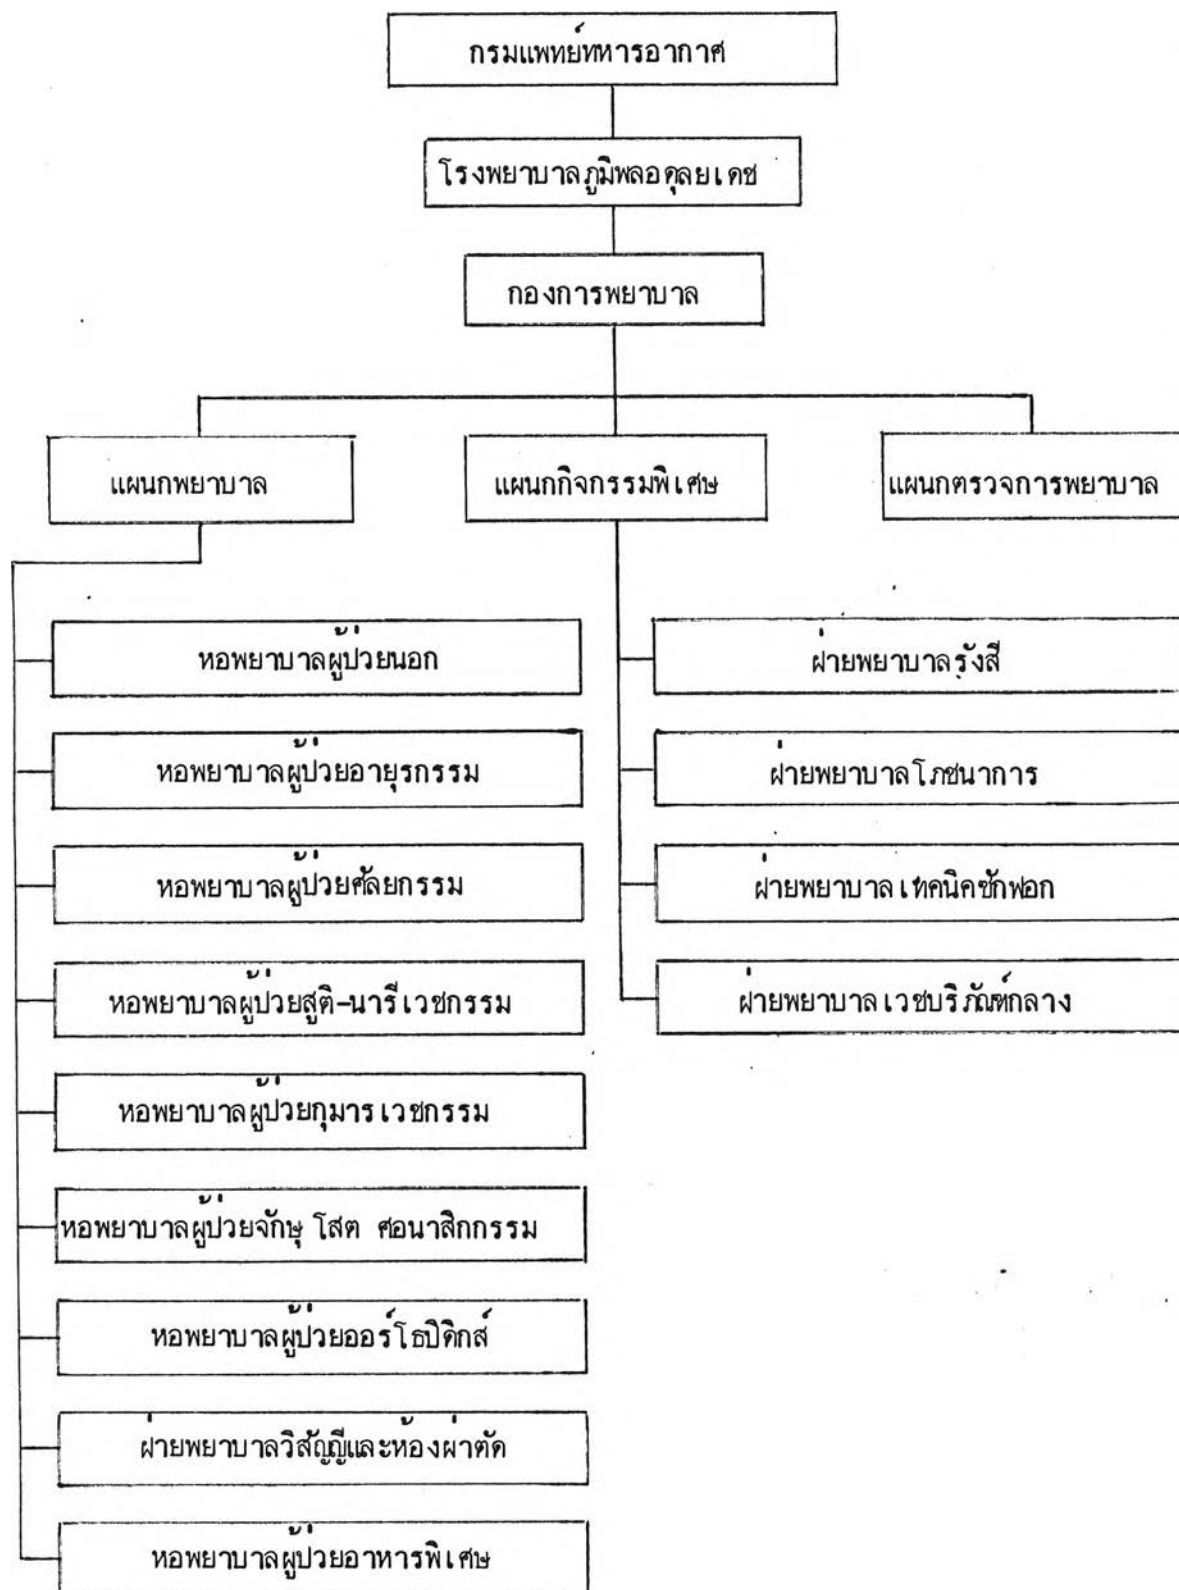 กรมแพทย์ทหารอากาศ
โรงพยาบาลภูมิพลอดุลยเดช
กองการพยาบาล
แผนกพยาบาล
แผนกกิจกรรมพิเศษ
แผนกตรวจการพยาบาล
หอพยาบาลผู้ป่วยนอก
หอพยาบาลผู้ป่วยอายุรกรรม
หอพยาบาลผู้ป่วยศัลยกรรม
หอพยาบาลผู้ป่วยสูติ-นารีเวชกรรม
หอพยาบาลผู้ป่วยกุมารเวชกรรม
หอพยาบาลผู้ป่วยจักษุ โสต ศอนาสิกกรรม
หอพยาบาลผู้ป่วยออร์โธปิดิกส์
ฝ่ายพยาบาลวิสัญญีและห้องผ่าตัด
หอพยาบาลผู้ป่วยอาหารพิเศษ
ฝ่ายพยาบาลรังสี
ฝ่ายพยาบาลโภชนาการ
ฝ่ายพยาบาลเทคนิคซักฟอก
ฝ่ายพยาบาลเวชบริภัณฑ์กลาง